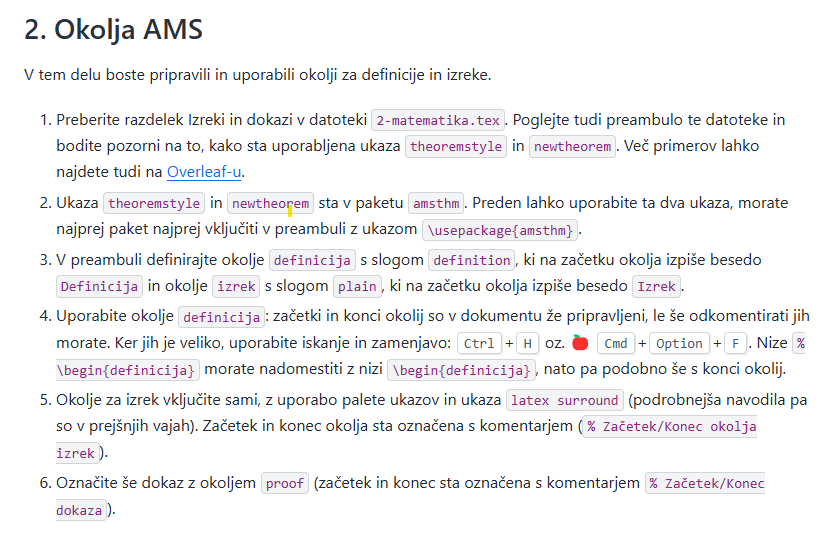 2. Okolja AMS
V tem delu boste pripravili in uporabili okolji za definicije in izreke.
1. Preberite razdelek Izreki in dokazi v datoteki 2-matematika.tex. Poglejte tudi preambulo te datoteke in
bodite pozorni na to, kako sta uporabljena ukaza theoremstyle in newtheorem. Več primerov lahko
najdete tudi na Overleaf-u.
2. Ukaza theoremstyle in newtheorem sta v paketu amsthm. Preden lahko uporabite ta dva ukaza, morate
najprej paket najprej vključiti v preambuli z ukazom \usepackage{amsthm}.
3. V preambuli definirajte okolje definicija s slogom definition, ki na začetku okolja izpiše besedo
Definicija in okolje izrek s slogom plain, ki na začetku okolja izpiše besedo Izrek.
4. Uporabite okolje definicija: začetki in konci okolij so v dokumentu že pripravljeni, le še odkomentirati jih
morate. Ker jih je veliko, uporabite iskanje in zamenjavo: Ctrl + H oz. 🍎 Cmd + Option + F. Nize %
\begin{definicija} morate nadomestiti z nizi \begin{definicija}, nato pa podobno še s konci okolij.
5. Okolje za izrek vključite sami, z uporabo palete ukazov in ukaza latex surround (podrobnejša navodila pa
so v prejšnjih vajah). Začetek in konec okolja sta označena s komentarjem (% Začetek/Konec okolja
izrek).
6. Označite še dokaz z okoljem proof (začetek in konec sta označena s komentarjem % Začetek/Konec
dokaza).